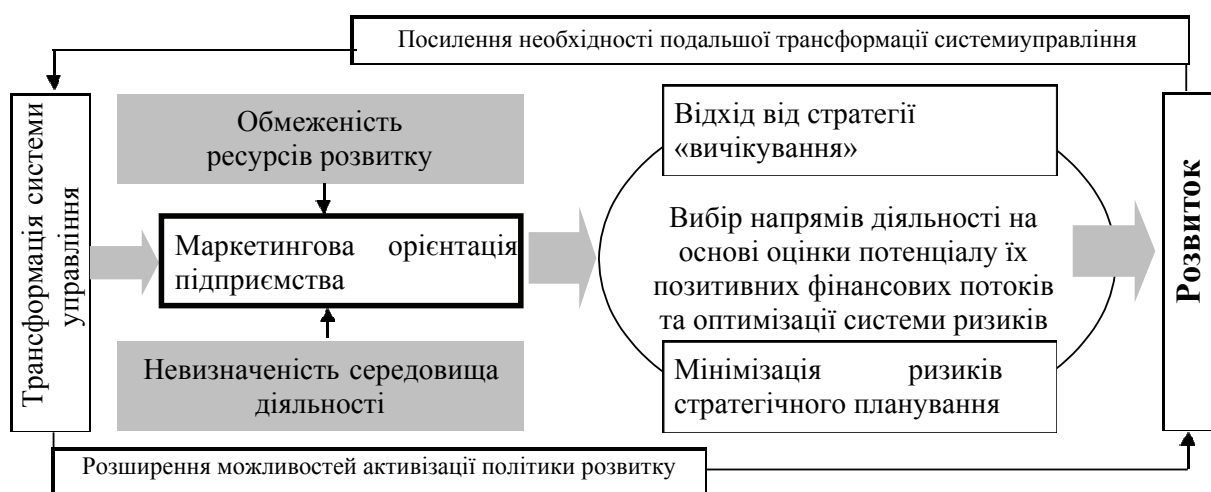 Посилення необхідності подальшої трансформації системиуправління
Трансформація системи
управління
Обмеженість
ресурсів розвитку
Маркетингова орієнтація
підприємства
Невизначеність середовища
діяльності
Відхід від стратегії
«вичікування»
Вибір напрямів діяльності на
основі оцінки потенціалу їх
позитивних фінансових потоків
та оптимізації системи ризиків
Мінімізація ризиків
стратегічного планування
Розвиток
Розширення можливостей активізації політики розвитку